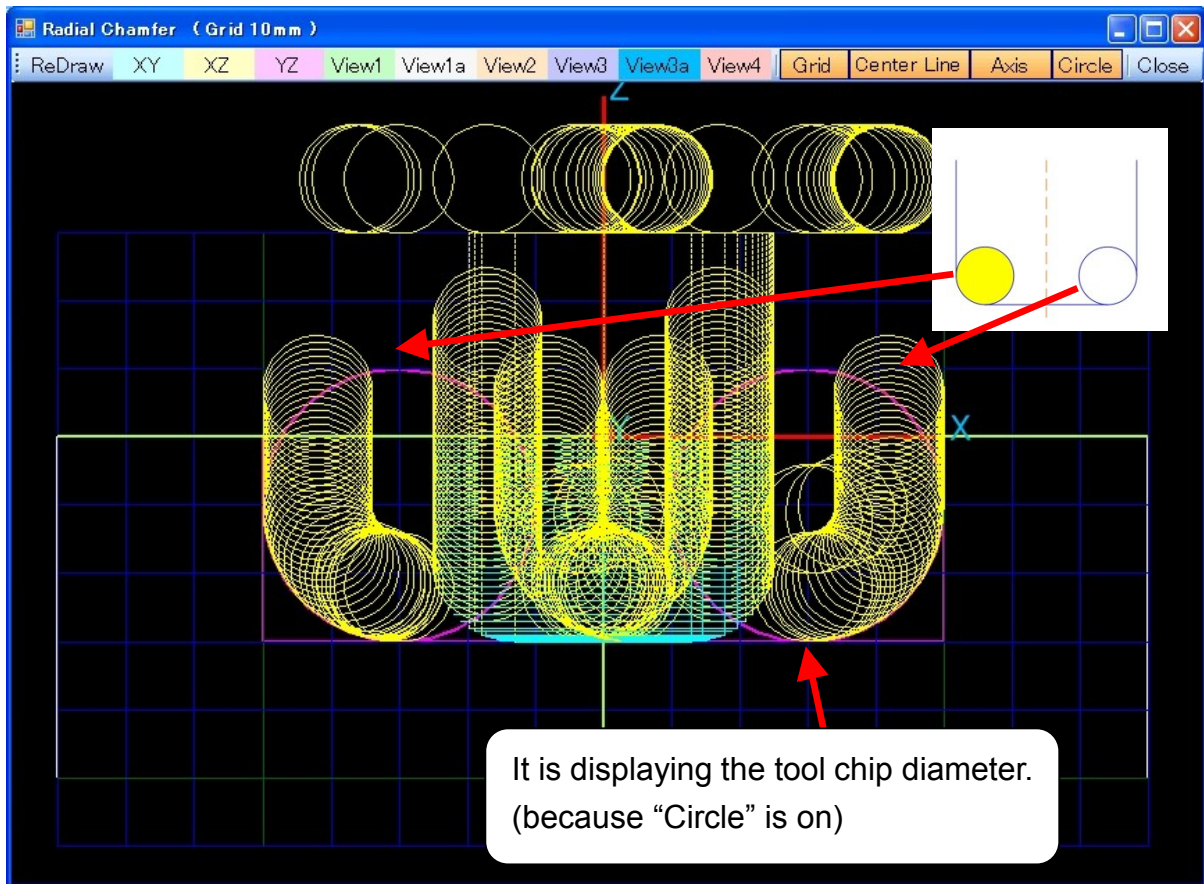 Radial Chamfer ( Grid 10mm )
ReDraw XY XZ YZ View1 View1a View2 View3 View3a View4 Grid Center Line Axis Circle Close
Z
Y X
It is displaying the tool chip diameter.
(because “Circle” is on)